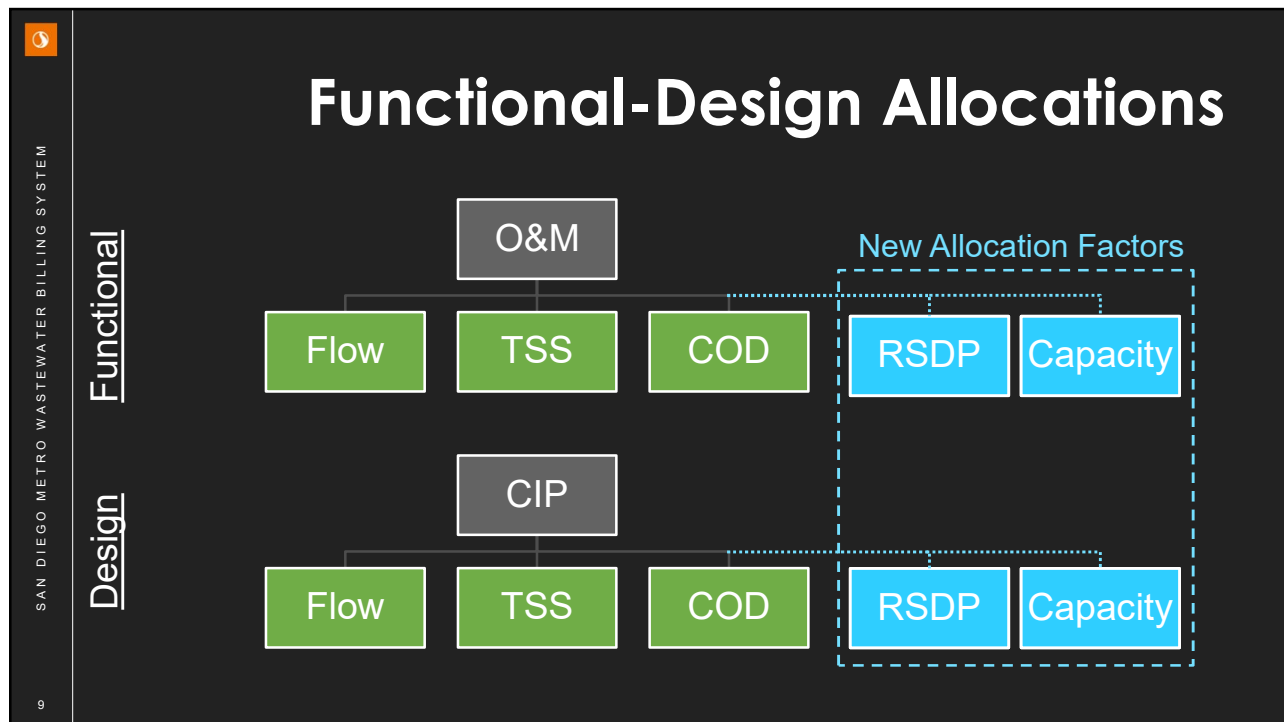 Functional-Design Allocations
SAN DIEGO METRO WASTEWATER BILLING SYSTEM
Functional
O&M
New Allocation Factors
Flow
TSS
COD
RSDP
Capacity
Design
CIP
Flow
TSS
COD
RSDP
Capacity
9